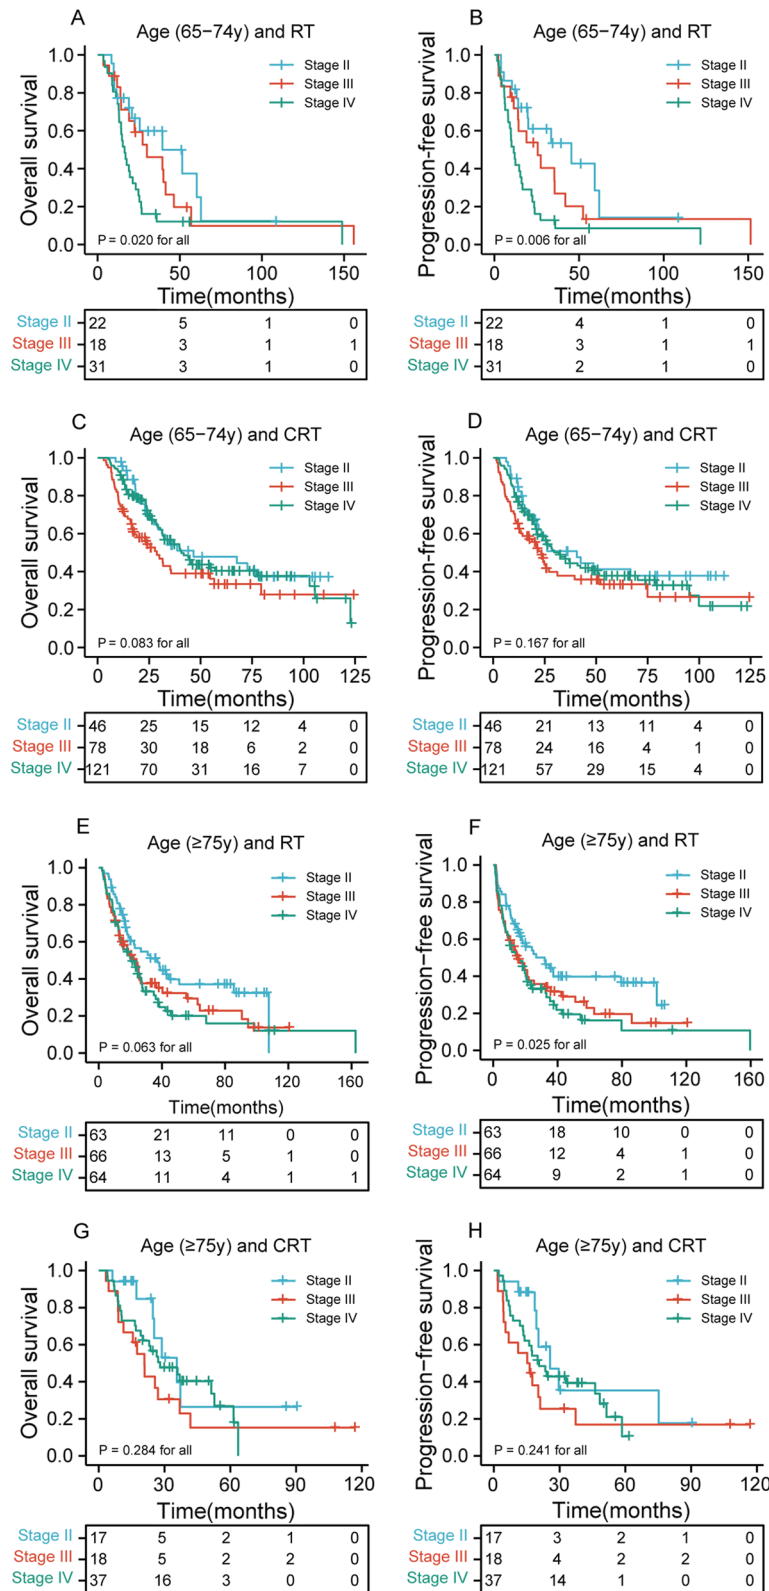 A
Age (65−74y) and RT
Overall survival
1.0
0.8
0.6
0.4
0.2
0.0
Stage II
Stage III
Stage IV
P = 0.020 for all
0 50 100 150
Time(months)
Stage II 22 5 1 0
Stage III 18 3 1 1
Stage IV 31 3 1 0
B
Age (65−74y) and RT
Progression−free survival
1.0
0.8
0.6
0.4
0.2
0.0
Stage II
Stage III
Stage IV
P = 0.006 for all
0 50 100 150
Time(months)
Stage II 22 4 1 0
Stage III 18 3 1 1
Stage IV 31 2 1 0
C
Age (65−74y) and CRT
Overall survival
1.0
0.8
0.6
0.4
0.2
0.0
Stage II
Stage III
Stage IV
P = 0.083 for all
0 25 50 75 100 125
Time(months)
Stage II 46 25 15 12 4 0
Stage III 78 30 18 6 2 0
Stage IV 121 70 31 16 7 0
D
Age (65−74y) and CRT
Progression−free survival
1.0
0.8
0.6
0.4
0.2
0.0
Stage II
Stage III
Stage IV
P = 0.167 for all
0 25 50 75 100 125
Time(months)
Stage II 46 21 13 11 4 0
Stage III 78 24 16 4 1 0
Stage IV 121 57 29 15 4 0
E
Age (≥75y) and RT
Overall survival
1.0
0.8
0.6
0.4
0.2
0.0
Stage II
Stage III
Stage IV
P = 0.063 for all
0 40 80 120 160
Time(months)
Stage II 63 21 11 0 0
Stage III 66 13 5 1 0
Stage IV 64 11 4 1 1
F
Age (≥75y) and RT
Progression−free survival
1.0
0.8
0.6
0.4
0.2
0.0
Stage II
Stage III
Stage IV
P = 0.025 for all
0 40 80 120 160
Time(months)
Stage II 63 18 10 0 0
Stage III 66 12 4 1 0
Stage IV 64 9 2 1 0
G
Age (≥75y) and CRT
Overall survival
1.0
0.8
0.6
0.4
0.2
0.0
Stage II
Stage III
Stage IV
P = 0.284 for all
0 30 60 90 120
Time(months)
Stage II 17 5 2 1 0
Stage III 18 5 2 2 0
Stage IV 37 16 3 0 0
H
Age (≥75y) and CRT
Progression−free survival
1.0
0.8
0.6
0.4
0.2
0.0
Stage II
Stage III
Stage IV
P = 0.241 for all
0 30 60 90 120
Time(months)
Stage II 17 3 2 1 0
Stage III 18 4 2 2 0
Stage IV 37 14 1 0 0